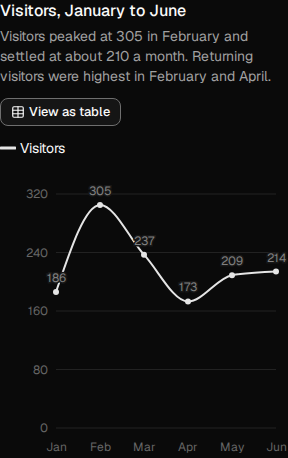 Visitors, January to June
Visitors peaked at 305 in February and
settled at about 210 a month. Returning
visitors were highest in February and April.
View as table
Visitors
320
240
160
80
0
186
305
237
173
209
214
Jan Feb Mar Apr May Jun